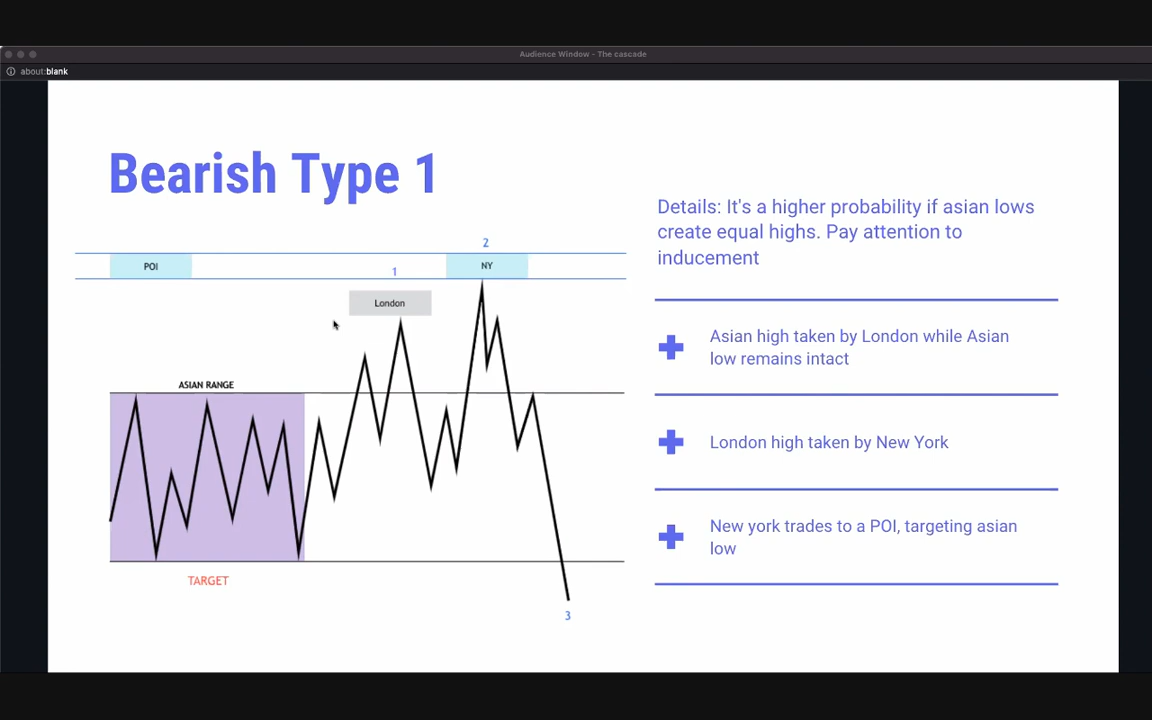 Audience Window - The cascade
about:blank
Bearish Type 1
Details: It's a higher probability if asian lows
create equal highs. Pay attention to
inducement
2
POI
NY
1
London
ASIAN RANGE
TARGET
3
Asian high taken by London while Asian
low remains intact
London high taken by New York
New york trades to a POI, targeting asian
low